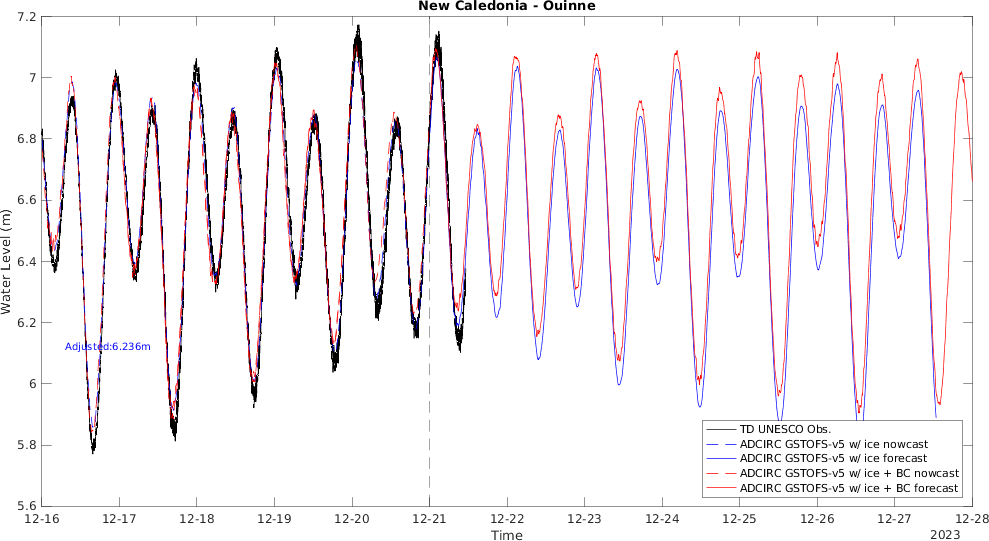 New Caledonia - Ouinne
7.2
7
6.8
6.6
6.4
6.2
6
5.8
5.6
Water Level (m)
Adjusted:6.236m
TD UNESCO Obs.
ADCIRC GSTOFS-v5 w/ ice nowcast
ADCIRC GSTOFS-v5 w/ ice forecast
ADCIRC GSTOFS-v5 w/ ice + BC nowcast
ADCIRC GSTOFS-v5 w/ ice + BC forecast
12-16 12-17 12-18 12-19 12-20 12-21 12-22 12-23 12-24 12-25 12-26 12-27 12-28
Time
2023